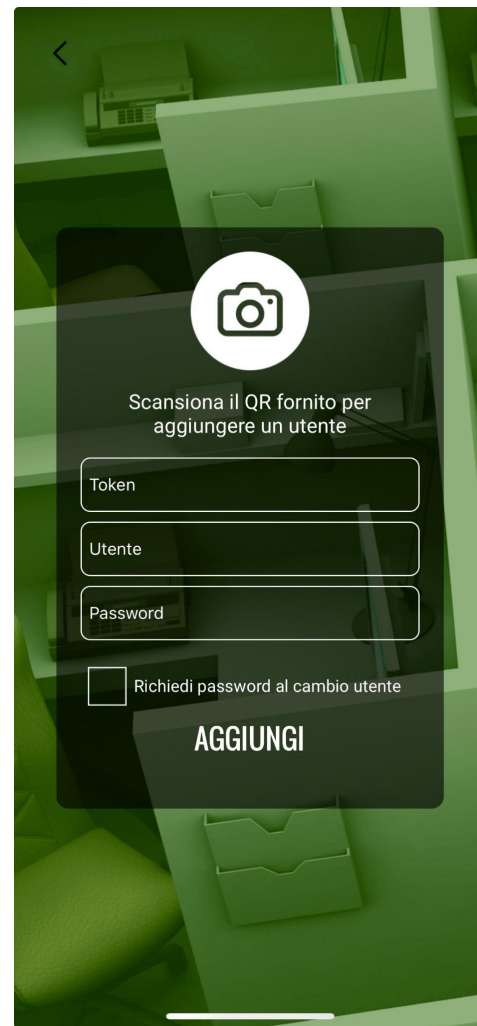 Scansiona il QR fornito per
aggiungere un utente
Token
Utente
Password
Richiedi password al cambio utente
AGGIUNGI